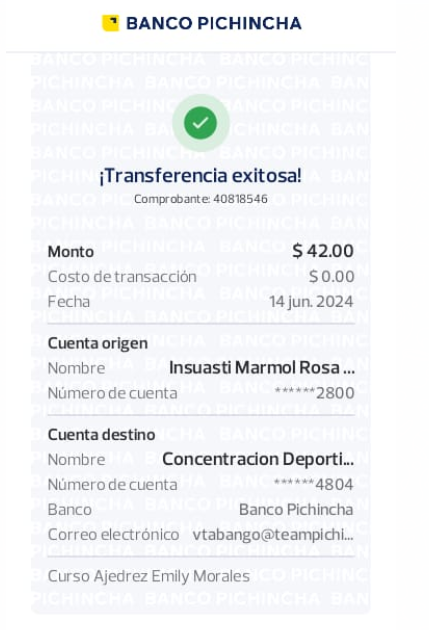 BANCO PICHINCHA
¡Transferencia exitosa!
Comprobante: 40818546
Monto $ 42.00
Costo de transacción $ 0.00
Fecha 14 jun. 2024
Cuenta origen
Nombre Insuasti Marmol Rosa ...
Número de cuenta ******2800
Cuenta destino
Nombre Concentracion Deporti...
Número de cuenta ******4804
Banco Banco Pichincha
Correo electrónico vtabango@teampichi...
Curso Ajedrez Emily Morales